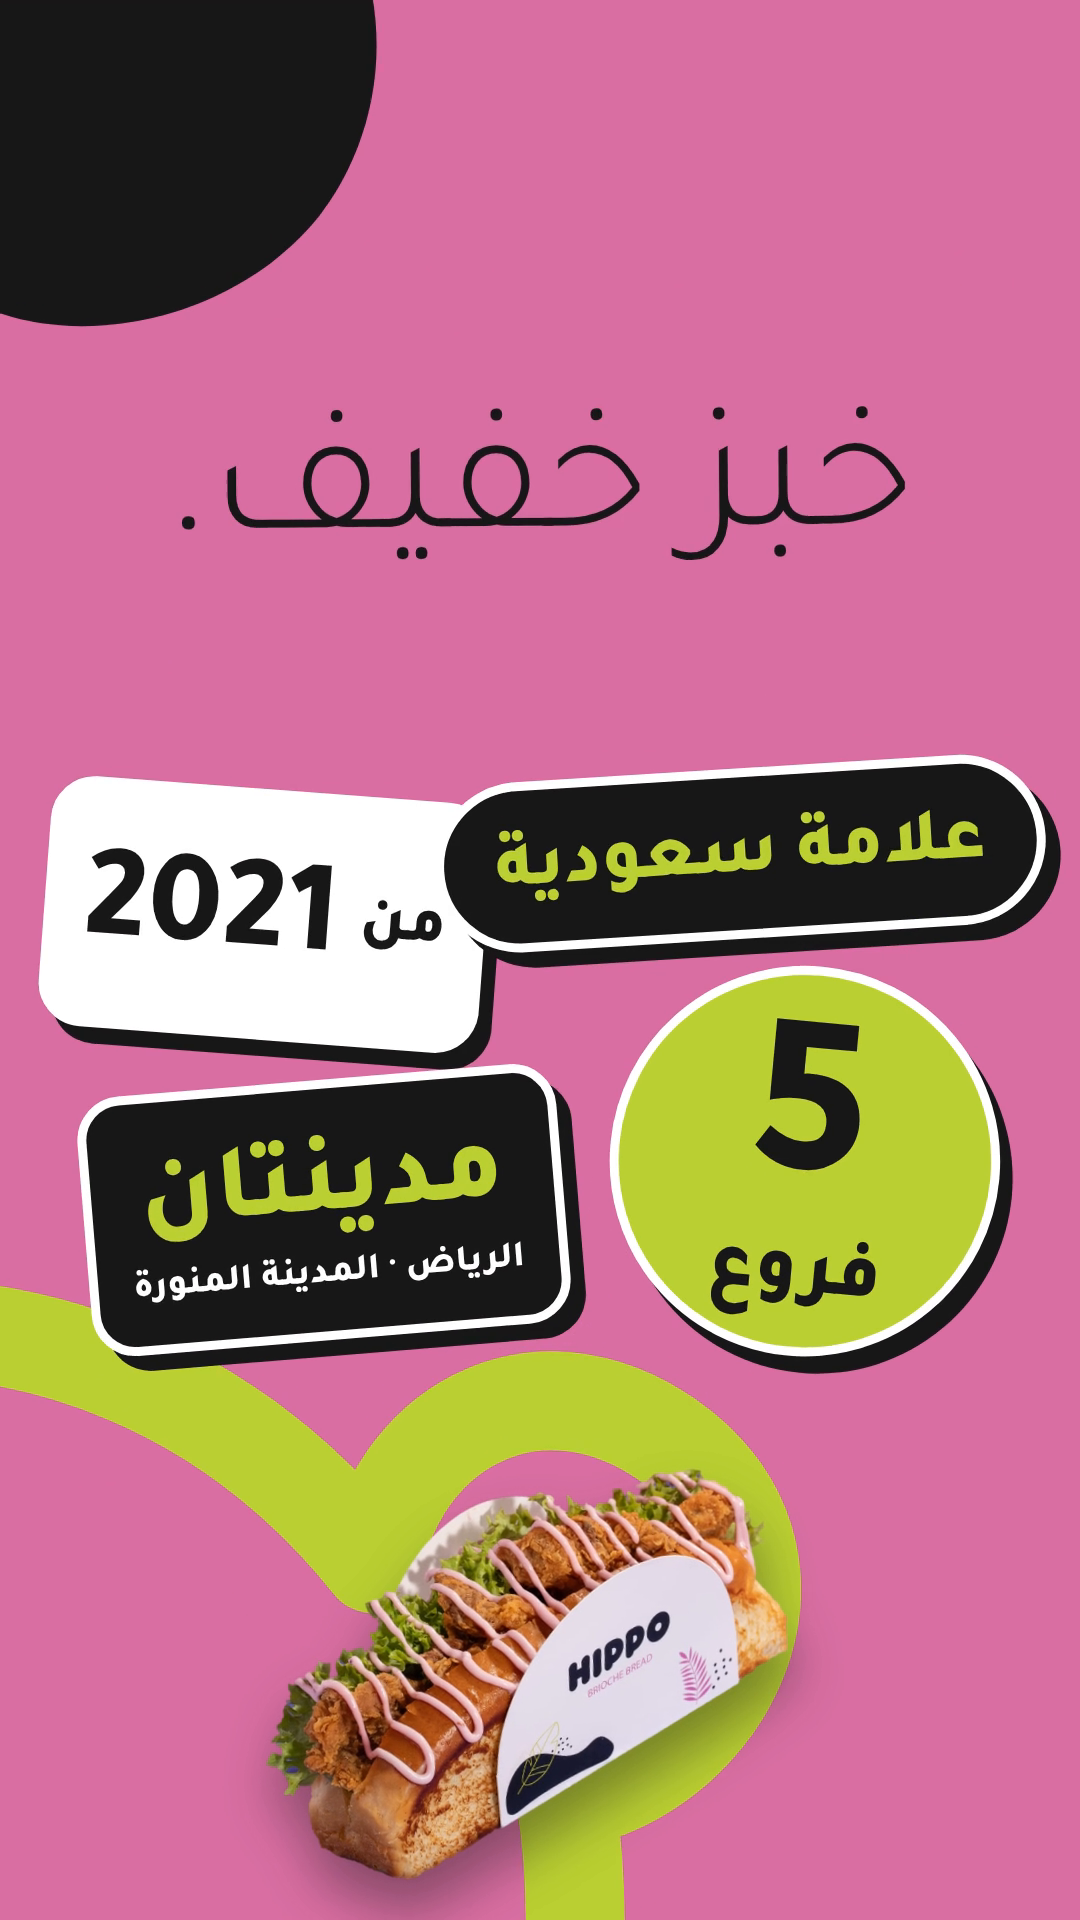 خبز خفيف.
علامة سعودية
من 2021
5
فروع
مدينتان
الرياض · المدينة المنورة
HIPPO
BRIOCHE BREAD